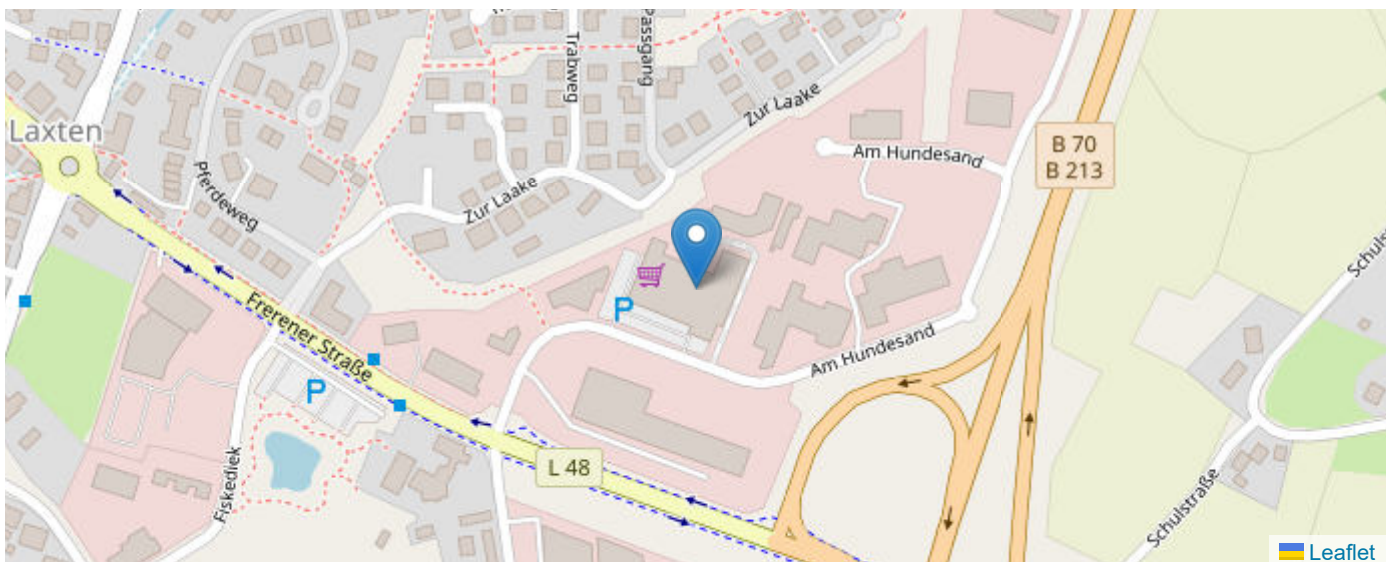 Trabweg
Passgang
Zur Laake
Laxten
Am Hundesand
B 70
B 213
Pferdeweg
Zur Laake
Schulstraße
P
Frerener Straße
Am Hundesand
P
L 48
Fiskediek
Schulstraße
Leaflet